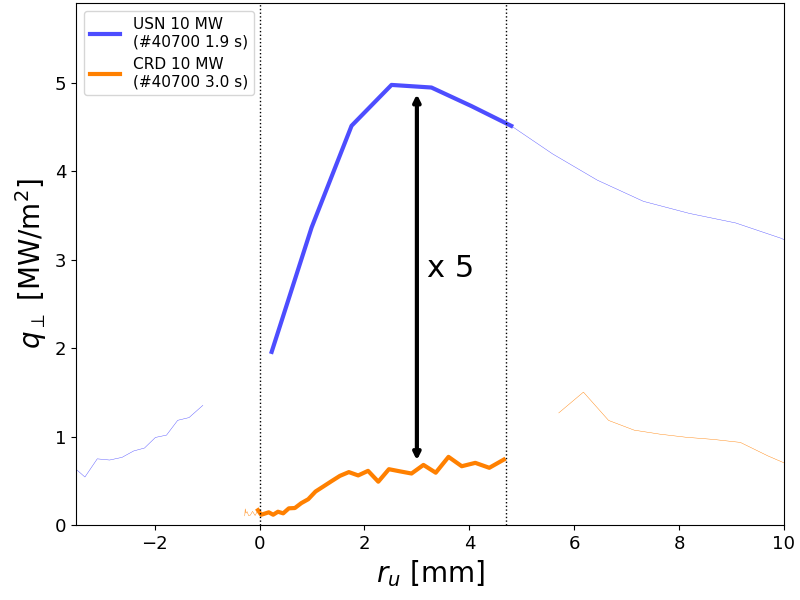 USN 10 MW
(#40700 1.9 s)
CRD 10 MW
(#40700 3.0 s)
x 5
q⊥ [MW/m²]
5
4
3
2
1
0
−2
0
2
4
6
8
10
r_u [mm]